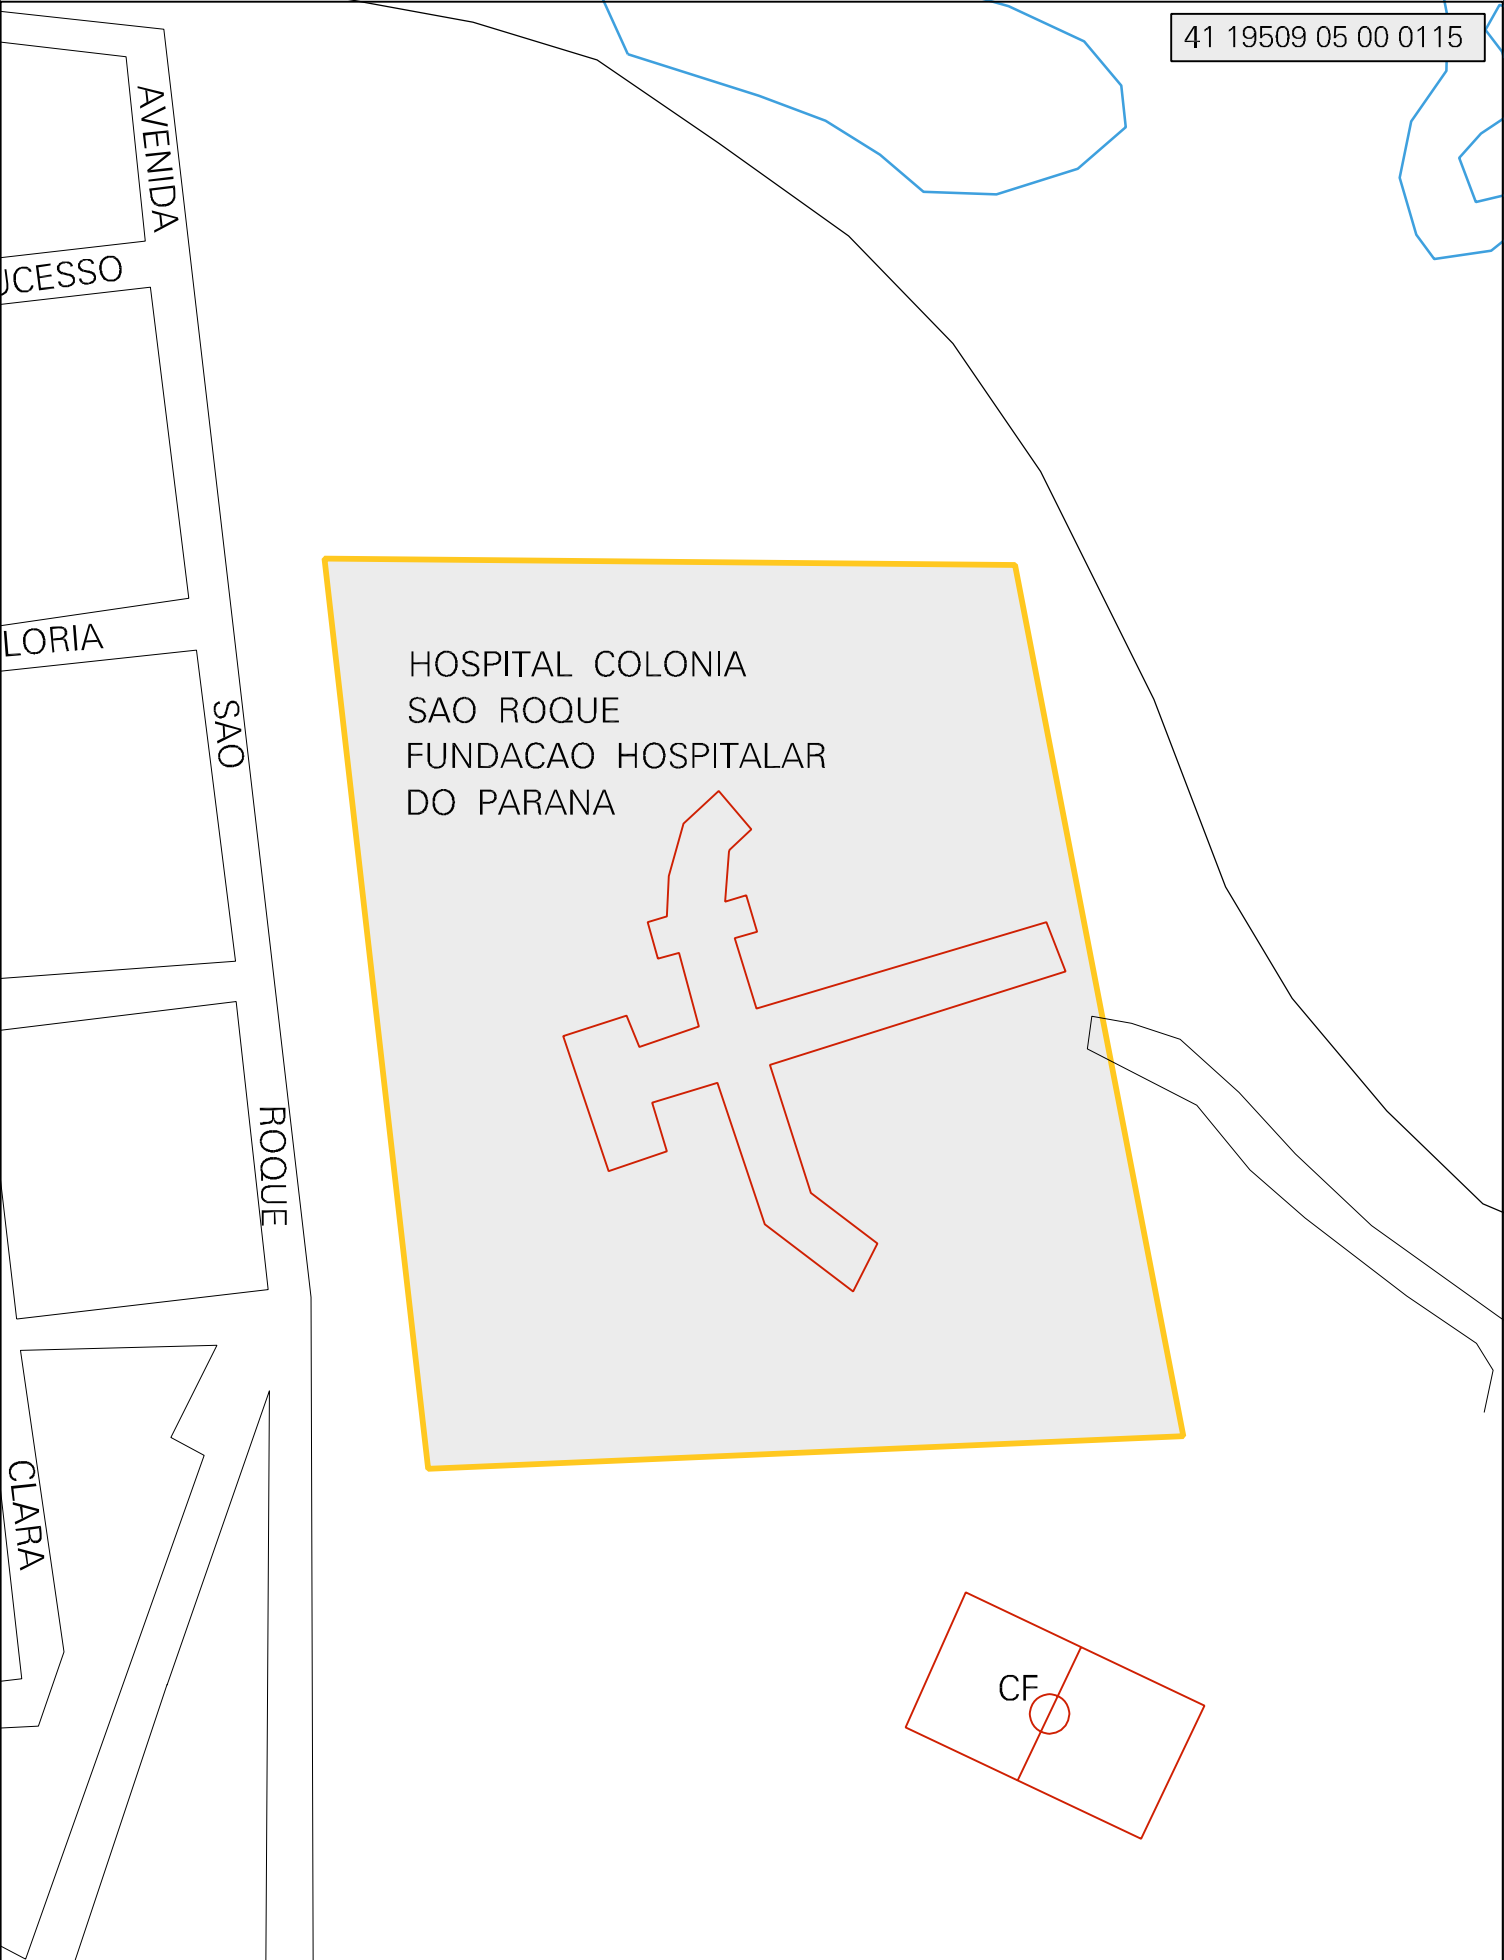 41 19509 05 00 0115
AVENIDA
UCESSO
LORIA
SAO
HOSPITAL COLONIA
SAO ROQUE
FUNDACAO HOSPITALAR
DO PARANA
ROQUE
CLARA
CF